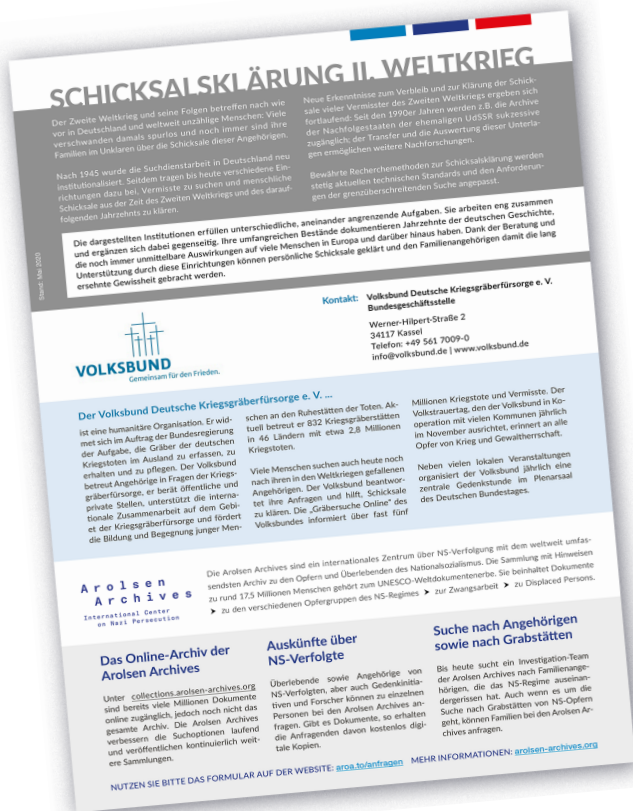 SCHICKSALSKLÄRUNG II. WELTKRIEG
Der Zweite Weltkrieg und seine Folgen betreffen nach wie
vor in Deutschland und weltweit unzählige Menschen: Viele
verschwanden damals spurlos und noch immer sind ihre
Familien im Unklaren über die Schicksale dieser Angehörigen.
Nach 1945 wurde die Suchdienstarbeit in Deutschland neu
institutionalisiert. Seitdem tragen bis heute verschiedene Ein-
richtungen dazu bei, Vermisste zu suchen und menschliche
Schicksale aus der Zeit des Zweiten Weltkriegs und des darauf-
folgenden Jahrzehnts zu klären.
Neue Erkenntnisse zum Verbleib und zur Klärung der Schick-
sale vieler Vermisster des Zweiten Weltkriegs ergeben sich
fortlaufend: Seit den 1990er Jahren werden z.B. die Archive
der Nachfolgestaaten der ehemaligen UdSSR sukzessive
zugänglich; der Transfer und die Auswertung dieser Unterla-
gen ermöglichen weitere Nachforschungen.
Bewährte Recherchemethoden zur Schicksalsklärung werden
stetig aktuellen technischen Standards und den Anforderun-
gen der grenzüberschreitenden Suche angepasst.
Die dargestellten Institutionen erfüllen unterschiedliche, aneinander angrenzende Aufgaben. Sie arbeiten eng zusammen
und ergänzen sich dabei gegenseitig. Ihre umfangreichen Bestände dokumentieren Jahrzehnte der deutschen Geschichte,
die noch immer unmittelbare Auswirkungen auf viele Menschen in Europa und darüber hinaus haben. Dank der Beratung und
Unterstützung durch diese Einrichtungen können persönliche Schicksale geklärt und den Familienangehörigen damit die lang
ersehnte Gewissheit gebracht werden.
Stand: Mai 2020
VOLKSBUND
Gemeinsam für den Frieden.
Kontakt: Volksbund Deutsche Kriegsgräberfürsorge e. V.
Bundesgeschäftsstelle
Werner-Hilpert-Straße 2
34117 Kassel
Telefon: +49 561 7009-0
info@volksbund.de | www.volksbund.de
Der Volksbund Deutsche Kriegsgräberfürsorge e. V. ...
ist eine humanitäre Organisation. Er wid-
met sich im Auftrag der Bundesregierung
der Aufgabe, die Gräber der deutschen
Kriegstoten im Ausland zu erfassen, zu
erhalten und zu pflegen. Der Volksbund
betreut Angehörige in Fragen der Kriegs-
gräberfürsorge, er berät öffentliche und
private Stellen, unterstützt die interna-
tionale Zusammenarbeit auf dem Gebi-
et der Kriegsgräberfürsorge und fördert
die Bildung und Begegnung junger Men-
schen an den Ruhestätten der Toten. Ak-
tuell betreut er 832 Kriegsgräberstätten
in 46 Ländern mit etwa 2,8 Millionen
Kriegstoten.
Viele Menschen suchen auch heute noch
nach ihren in den Weltkriegen gefallenen
Angehörigen. Der Volksbund beantwor-
tet ihre Anfragen und hilft, Schicksale
zu klären. Die „Gräbersuche Online" des
Volksbundes informiert über fast fünf
Millionen Kriegstote und Vermisste. Der
Volkstrauertag, den der Volksbund in Ko-
operation mit vielen Kommunen jährlich
im November ausrichtet, erinnert an alle
Opfer von Krieg und Gewaltherrschaft.
Neben vielen lokalen Veranstaltungen
organisiert der Volksbund jährlich eine
zentrale Gedenkstunde im Plenarsaal
des Deutschen Bundestages.
Arolsen
Archives
International Center
on Nazi Persecution
Die Arolsen Archives sind ein internationales Zentrum über NS-Verfolgung mit dem weltweit umfas-
sendsten Archiv zu den Opfern und Überlebenden des Nationalsozialismus. Die Sammlung mit Hinweisen
zu rund 17,5 Millionen Menschen gehört zum UNESCO-Weltdokumentenerbe. Sie beinhaltet Dokumente
➤ zu den verschiedenen Opfergruppen des NS-Regimes ➤ zur Zwangsarbeit ➤ zu Displaced Persons.
Das Online-Archiv der
Arolsen Archives
Unter collections.arolsen-archives.org
sind bereits viele Millionen Dokumente
online zugänglich, jedoch noch nicht das
gesamte Archiv. Die Arolsen Archives
verbessern die Suchoptionen laufend
und veröffentlichen kontinuierlich weit-
ere Sammlungen.
Auskünfte über
NS-Verfolgte
Überlebende sowie Angehörige von
NS-Verfolgten, aber auch Gedenkinitia-
tiven und Forscher können zu einzelnen
Personen bei den Arolsen Archives an-
fragen. Gibt es Dokumente, so erhalten
die Anfragenden davon kostenlos digi-
tale Kopien.
Suche nach Angehörigen
sowie nach Grabstätten
Bis heute sucht ein Investigation-Team
der Arolsen Archives nach Familienange-
hörigen, die das NS-Regime auseinan-
dergerissen hat. Auch wenn es um die
Suche nach Grabstätten von NS-Opfern
geht, können Familien bei den Arolsen Ar-
chives anfragen.
NUTZEN SIE BITTE DAS FORMULAR AUF DER WEBSITE: aroa.to/anfragen MEHR INFORMATIONEN: arolsen-archives.org